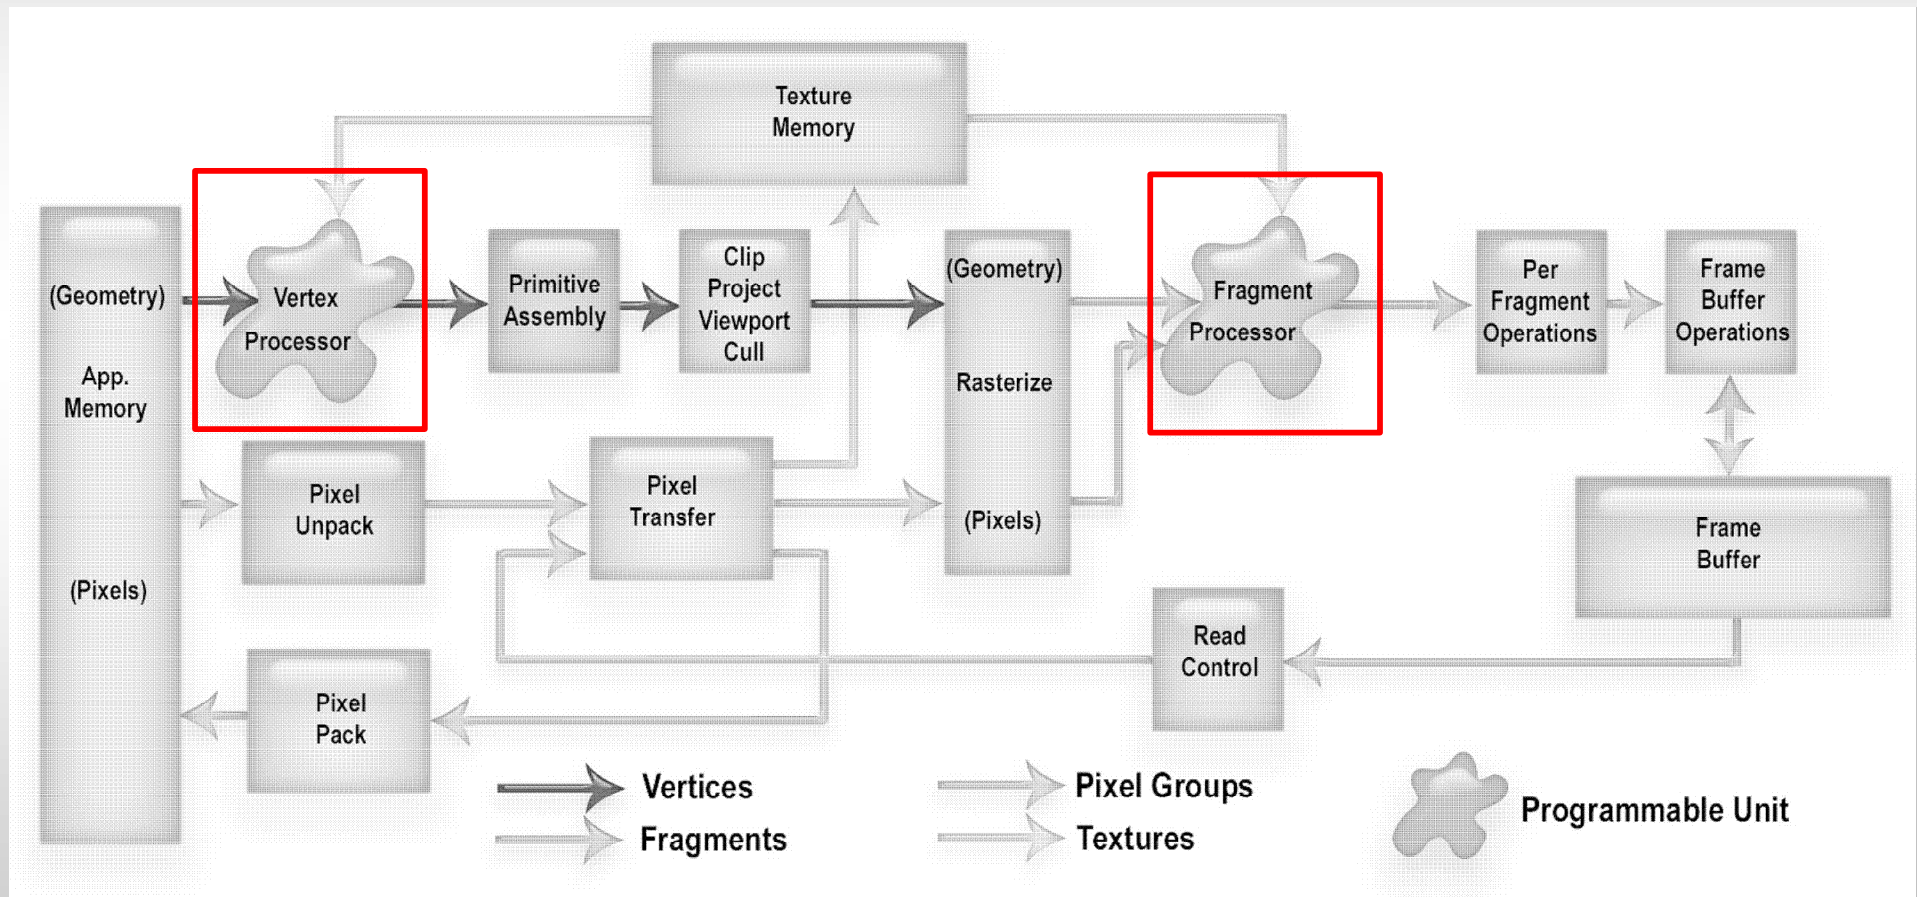 Texture
Memory
(Geometry)
App.
Memory
(Pixels)
Vertex
Processor
Primitive
Assembly
Clip
Project
Viewport
Cull
(Geometry)
Rasterize
(Pixels)
Fragment
Processor
Per
Fragment
Operations
Frame
Buffer
Operations
Pixel
Unpack
Pixel
Transfer
Frame
Buffer
Read
Control
Pixel
Pack
Vertices
Fragments
Pixel Groups
Textures
Programmable Unit